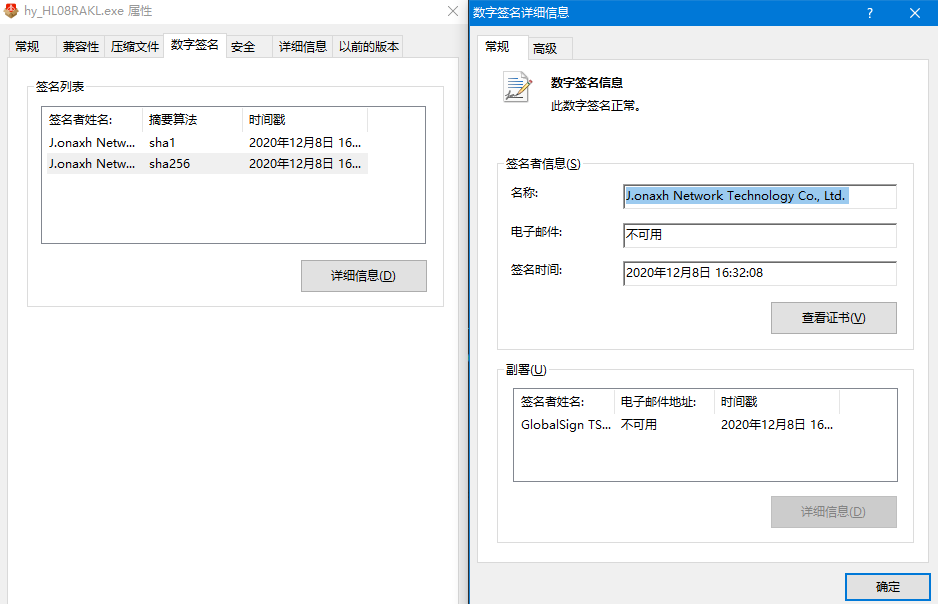 hy_HL08RAKL.exe 属性
常规 兼容性 压缩文件 数字签名 安全 详细信息 以前的版本
签名列表
签名者姓名: 摘要算法 时间戳
J.onaxh Netw... sha1 2020年12月8日 16...
J.onaxh Netw... sha256 2020年12月8日 16...
详细信息(D)
数字签名详细信息 ?
常规 高级
数字签名信息
此数字签名正常。
签名者信息(S)
名称: J.onaxh Network Technology Co., Ltd.
电子邮件: 不可用
签名时间: 2020年12月8日 16:32:08
查看证书(V)
副署(U)
签名者姓名: 电子邮件地址: 时间戳
GlobalSign TS... 不可用 2020年12月8日 16...
详细信息(D)
确定